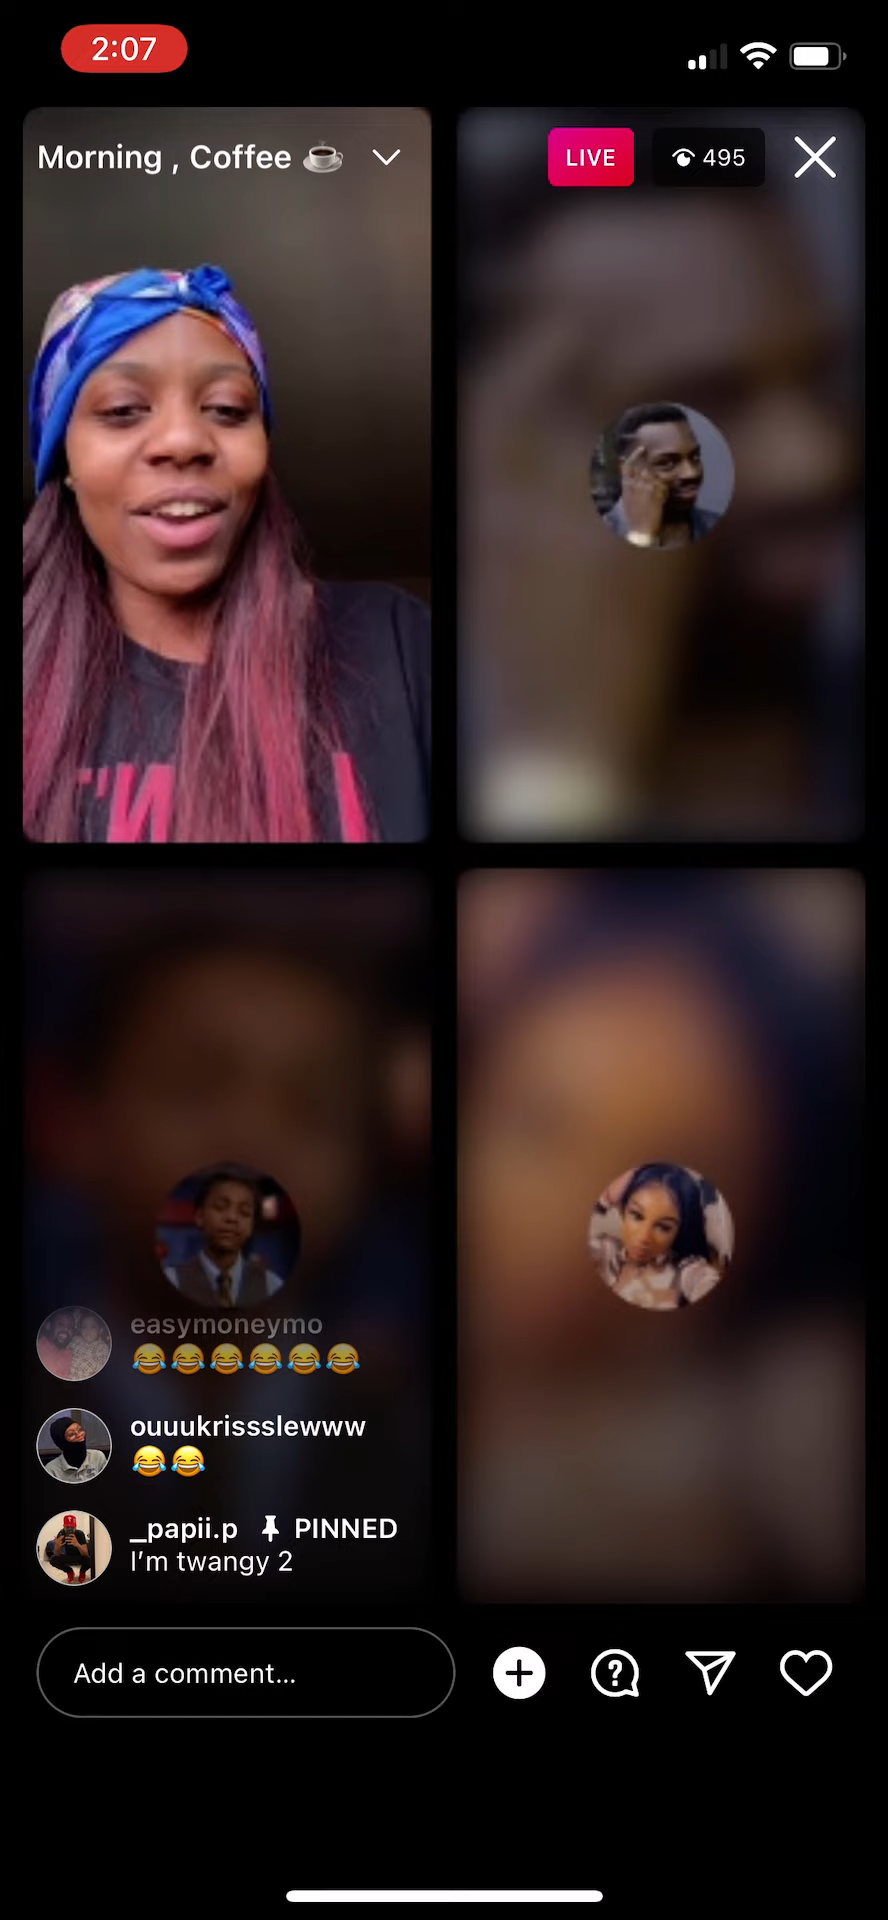 2:07
Morning , Coffee ☕
LIVE
495
easymoneymo
😂😂😂😂😂😂
ouuukrissslewww
😂😂
_papii.p PINNED
I'm twangy 2
Add a comment...